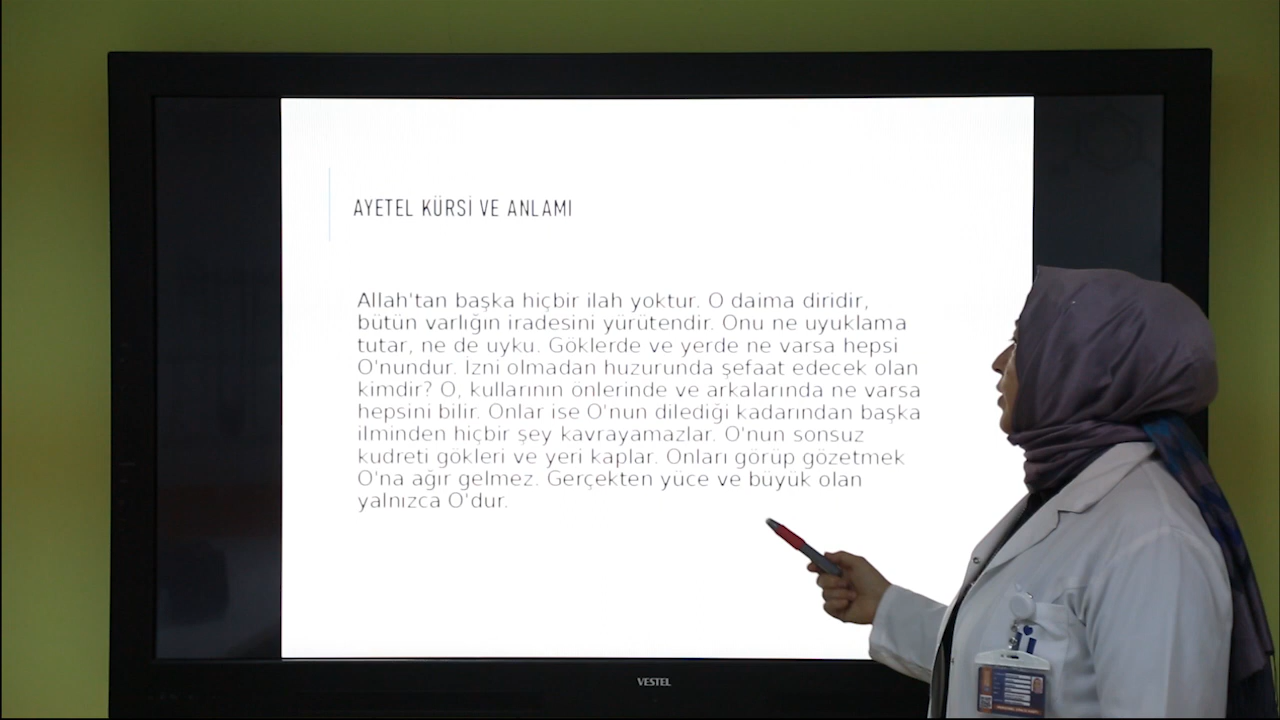 AYETEL KÜRSİ VE ANLAMI
Allah'tan başka hiçbir ilah yoktur. O daima diridir,
bütün varlığın iradesini yürütendir. Onu ne uyuklama
tutar, ne de uyku. Göklerde ve yerde ne varsa hepsi
O'nundur. Izni olmadan huzurunda şefaat edecek olan
kimdir? O, kullarının önlerinde ve arkalarında ne varsa
hepsini bilir. Onlar ise O'nun dilediği kadarından başka
ilminden hiçbir şey kavrayamazlar. O'nun sonsuz
kudreti gökleri ve yeri kaplar. Onları görüp gözetmek
O'na ağır gelmez. Gerçekten yüce ve büyük olan
yalnızca O'dur.
VESTEL